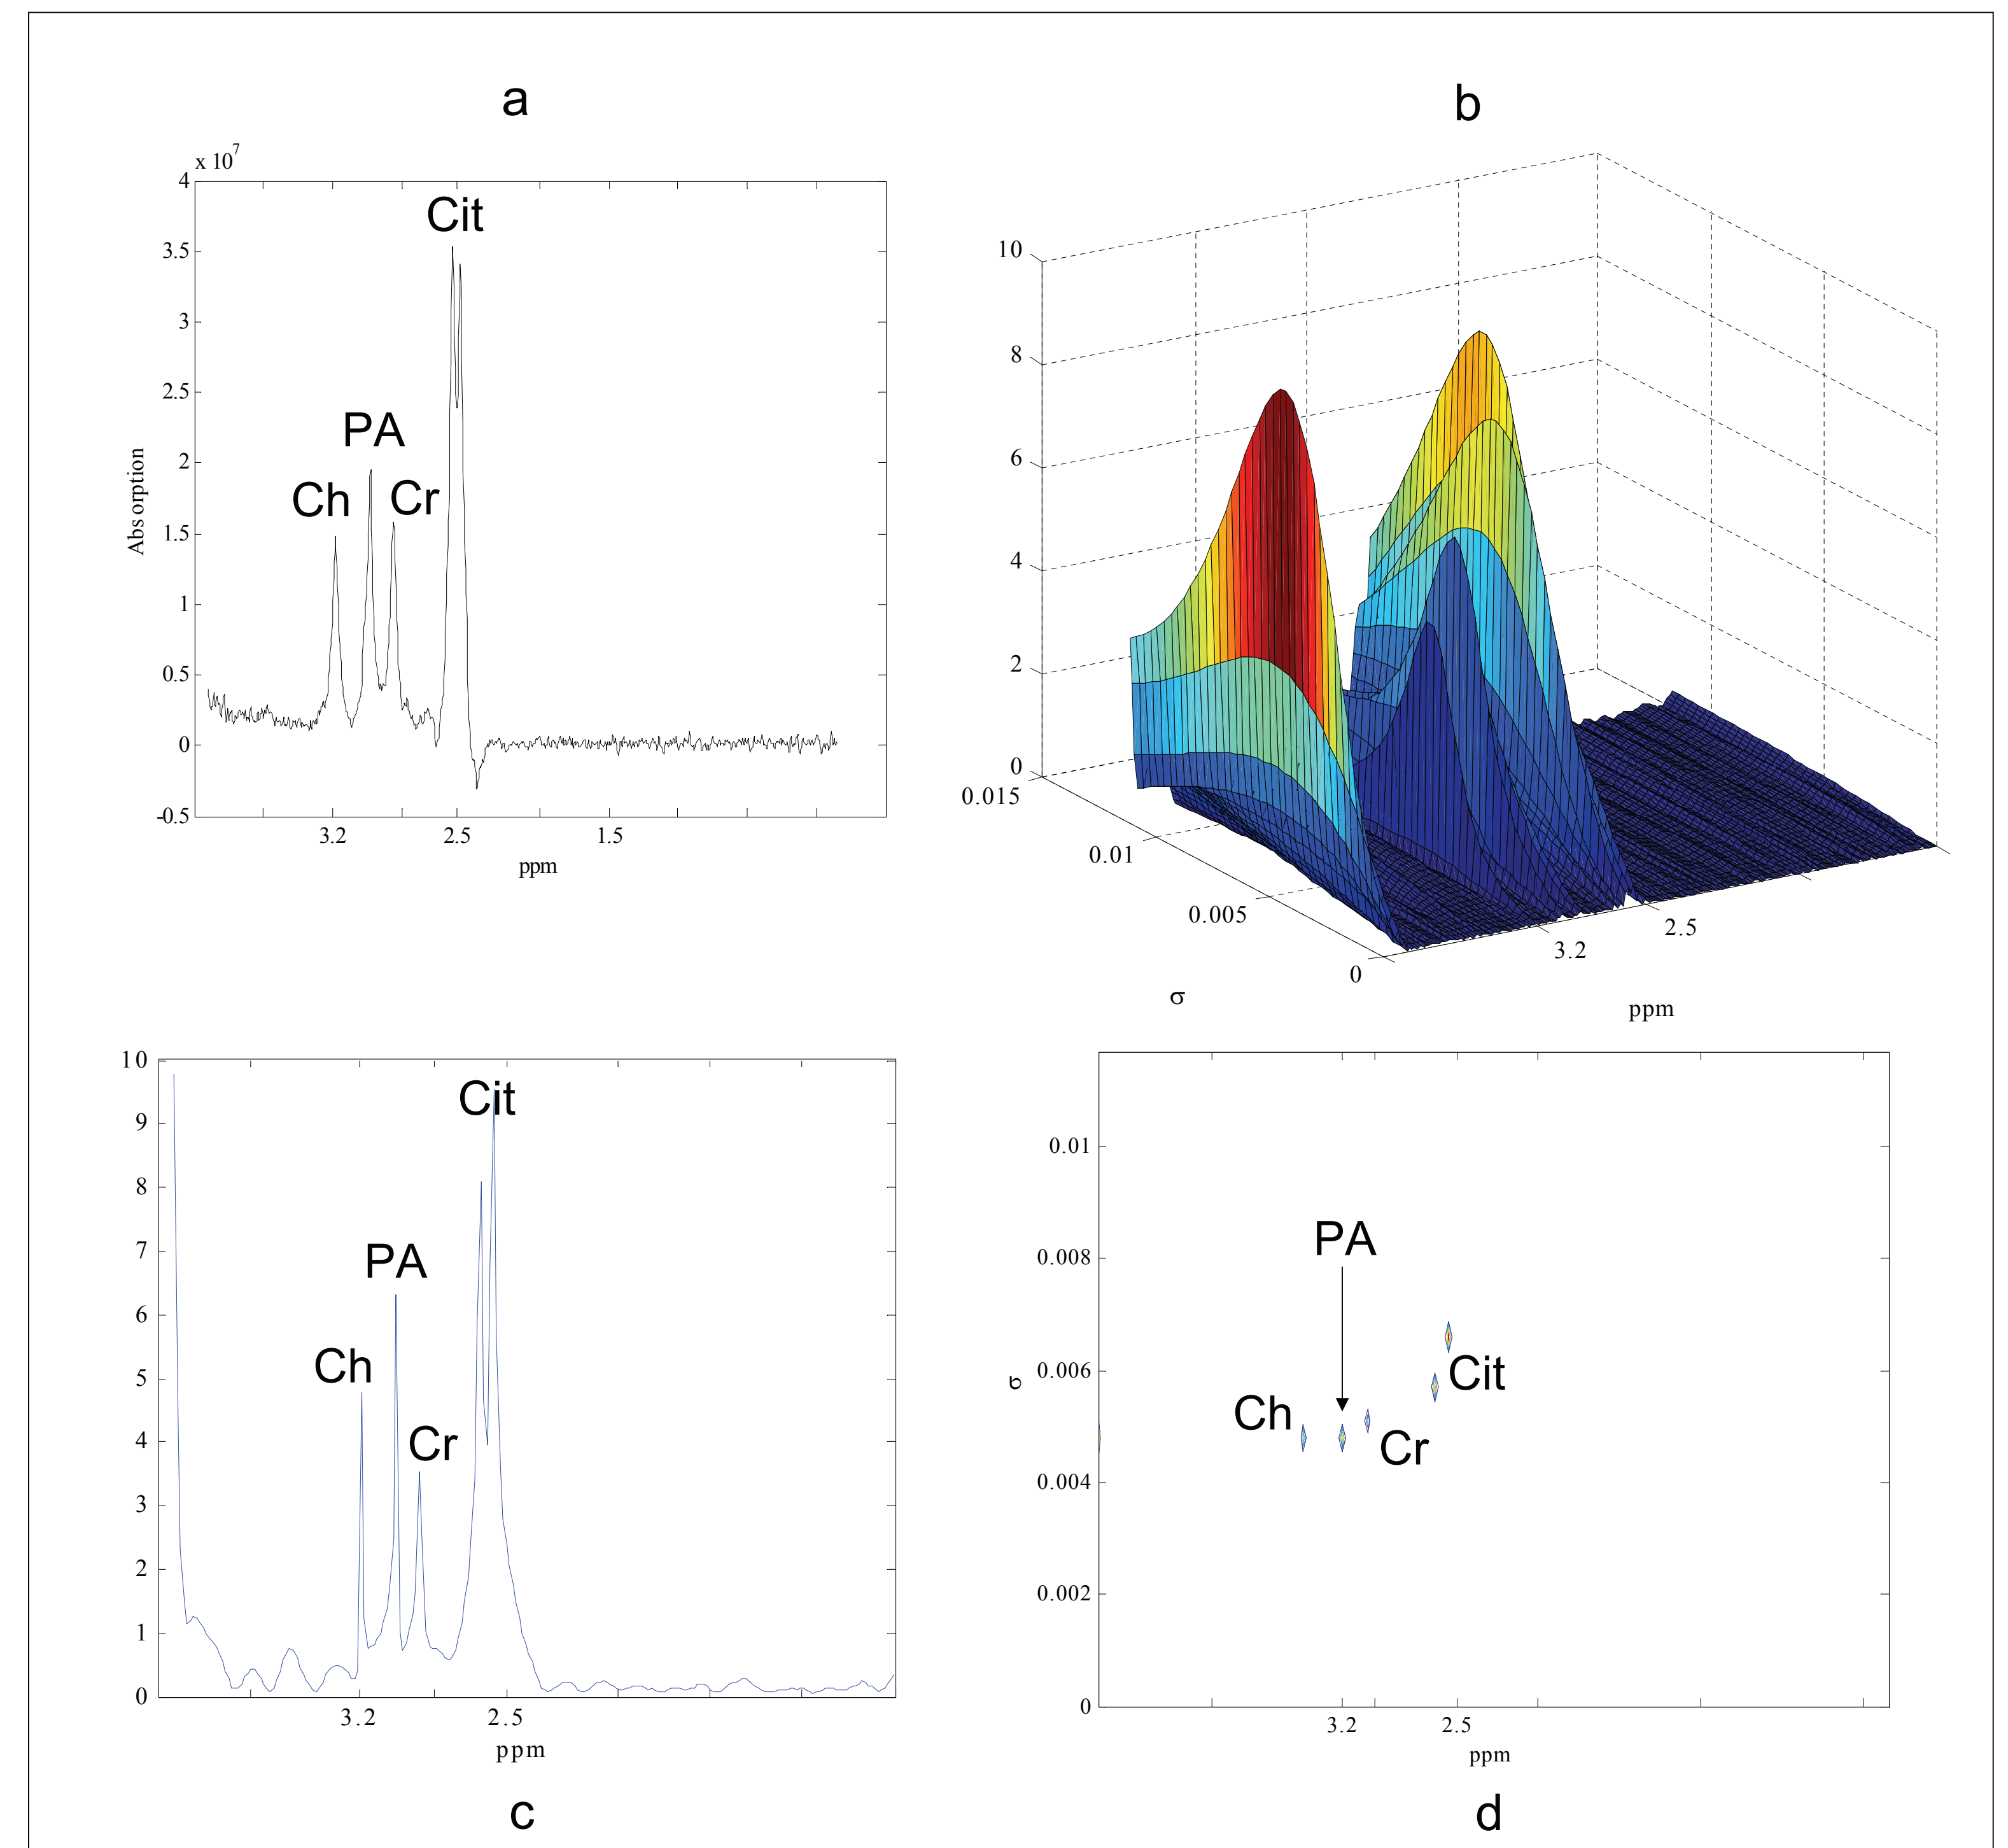 a
x 10^7
4
3.5
3
2.5
2
1.5
1
0.5
0
-0.5
Abs orption
Cit
PA
Ch
Cr
3.2 2.5 1.5
ppm
b
10
8
6
4
2
0
0.015
0.01
0.005
0
σ
3.2
2.5
ppm
10
9
8
7
6
5
4
3
2
1
0
Cit
PA
Ch
Cr
3.2 2.5
ppm
c
0.01
0.008
0.006
0.004
0.002
0
σ
PA
Ch
Cit
Cr
3.2 2.5
ppm
d